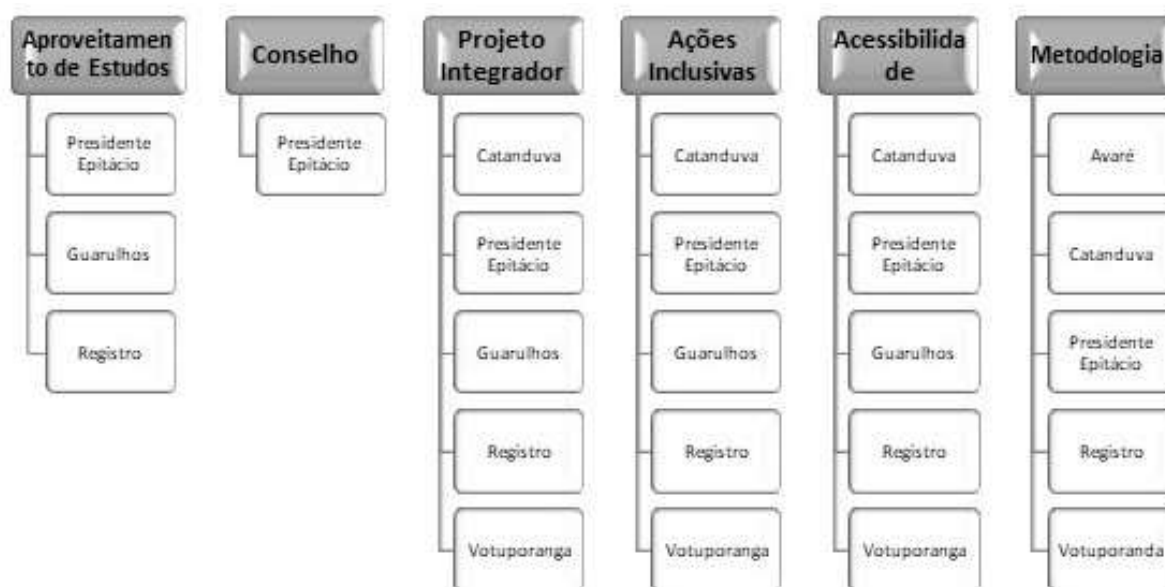 Aproveitamen
to de Estudos
Presidente
Epitácio
Guarulhos
Registro
Conselho
Presidente
Epitácio
Projeto
Integrador
Catanduva
Presidente
Epitácio
Guarulhos
Registro
Votuporanga
Ações
Inclusivas
Catanduva
Presidente
Epitácio
Guarulhos
Registro
Votuporanga
Acessibilida
de
Catanduva
Presidente
Epitácio
Guarulhos
Registro
Votuporanga
Metodologia
Avaré
Catanduva
Presidente
Epitácio
Registro
Votuporanda